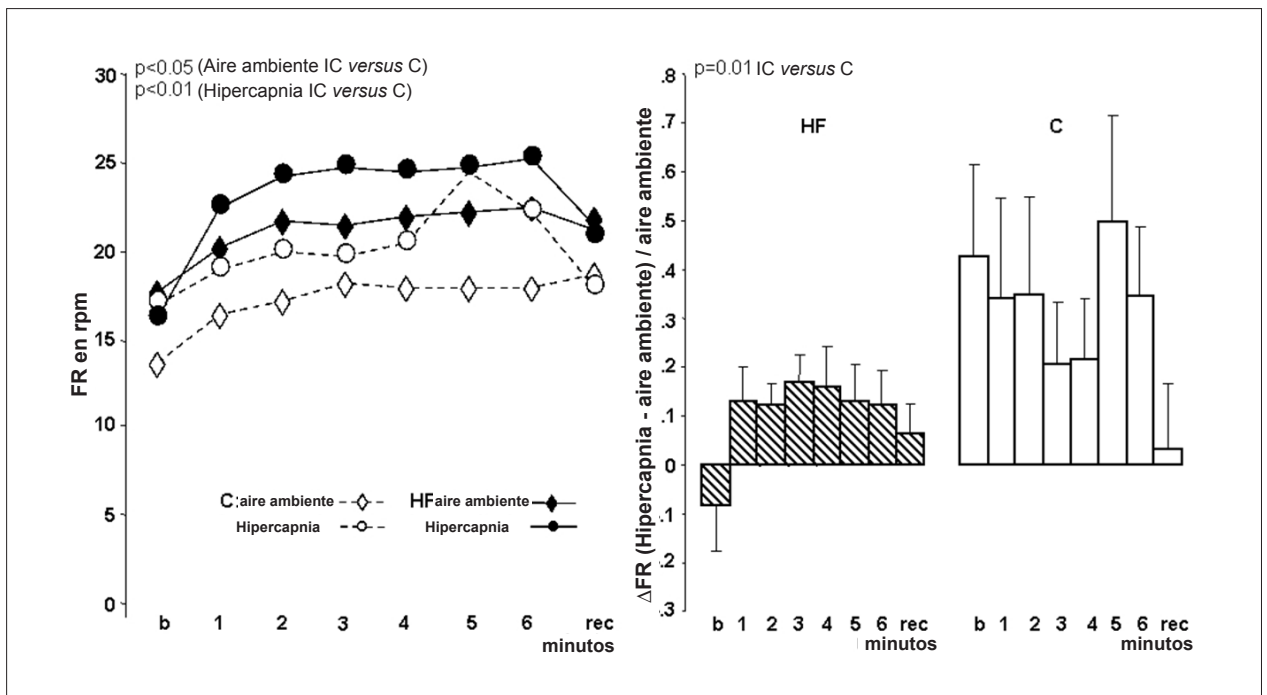 p<0.05 (Aire ambiente IC versus C)
p<0.01 (Hipercapnia IC versus C)
30
25
20
15
10
5
0
FR en rpm
C:aire ambiente
Hipercapnia
HF aire ambiente
Hipercapnia
b 1 2 3 4 5 6 rec
minutos
p=0.01 IC versus C
HF
C
.8
.7
.6
.5
.4
.3
.2
.1
0
.1
.2
.3
ΔFR (Hipercapnia - aire ambiente) / aire ambiente
b 1 2 3 4 5 6 rec
minutos
b 1 2 3 4 5 6 rec
minutos